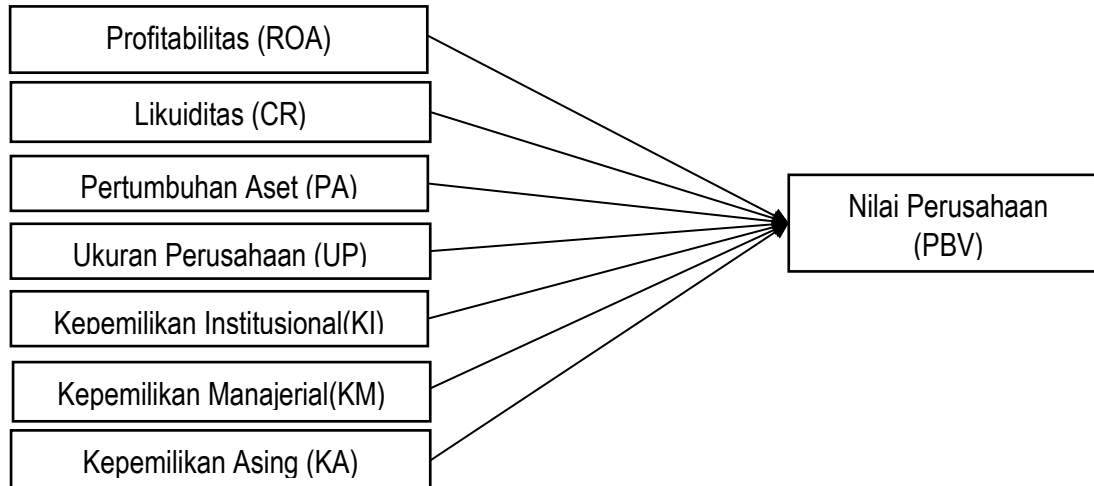 Profitabilitas (ROA)
Likuiditas (CR)
Pertumbuhan Aset (PA)
Ukuran Perusahaan (UP)
Kepemilikan Institusional(KI)
Kepemilikan Manajerial(KM)
Kepemilikan Asing (KA)
Nilai Perusahaan
(PBV)